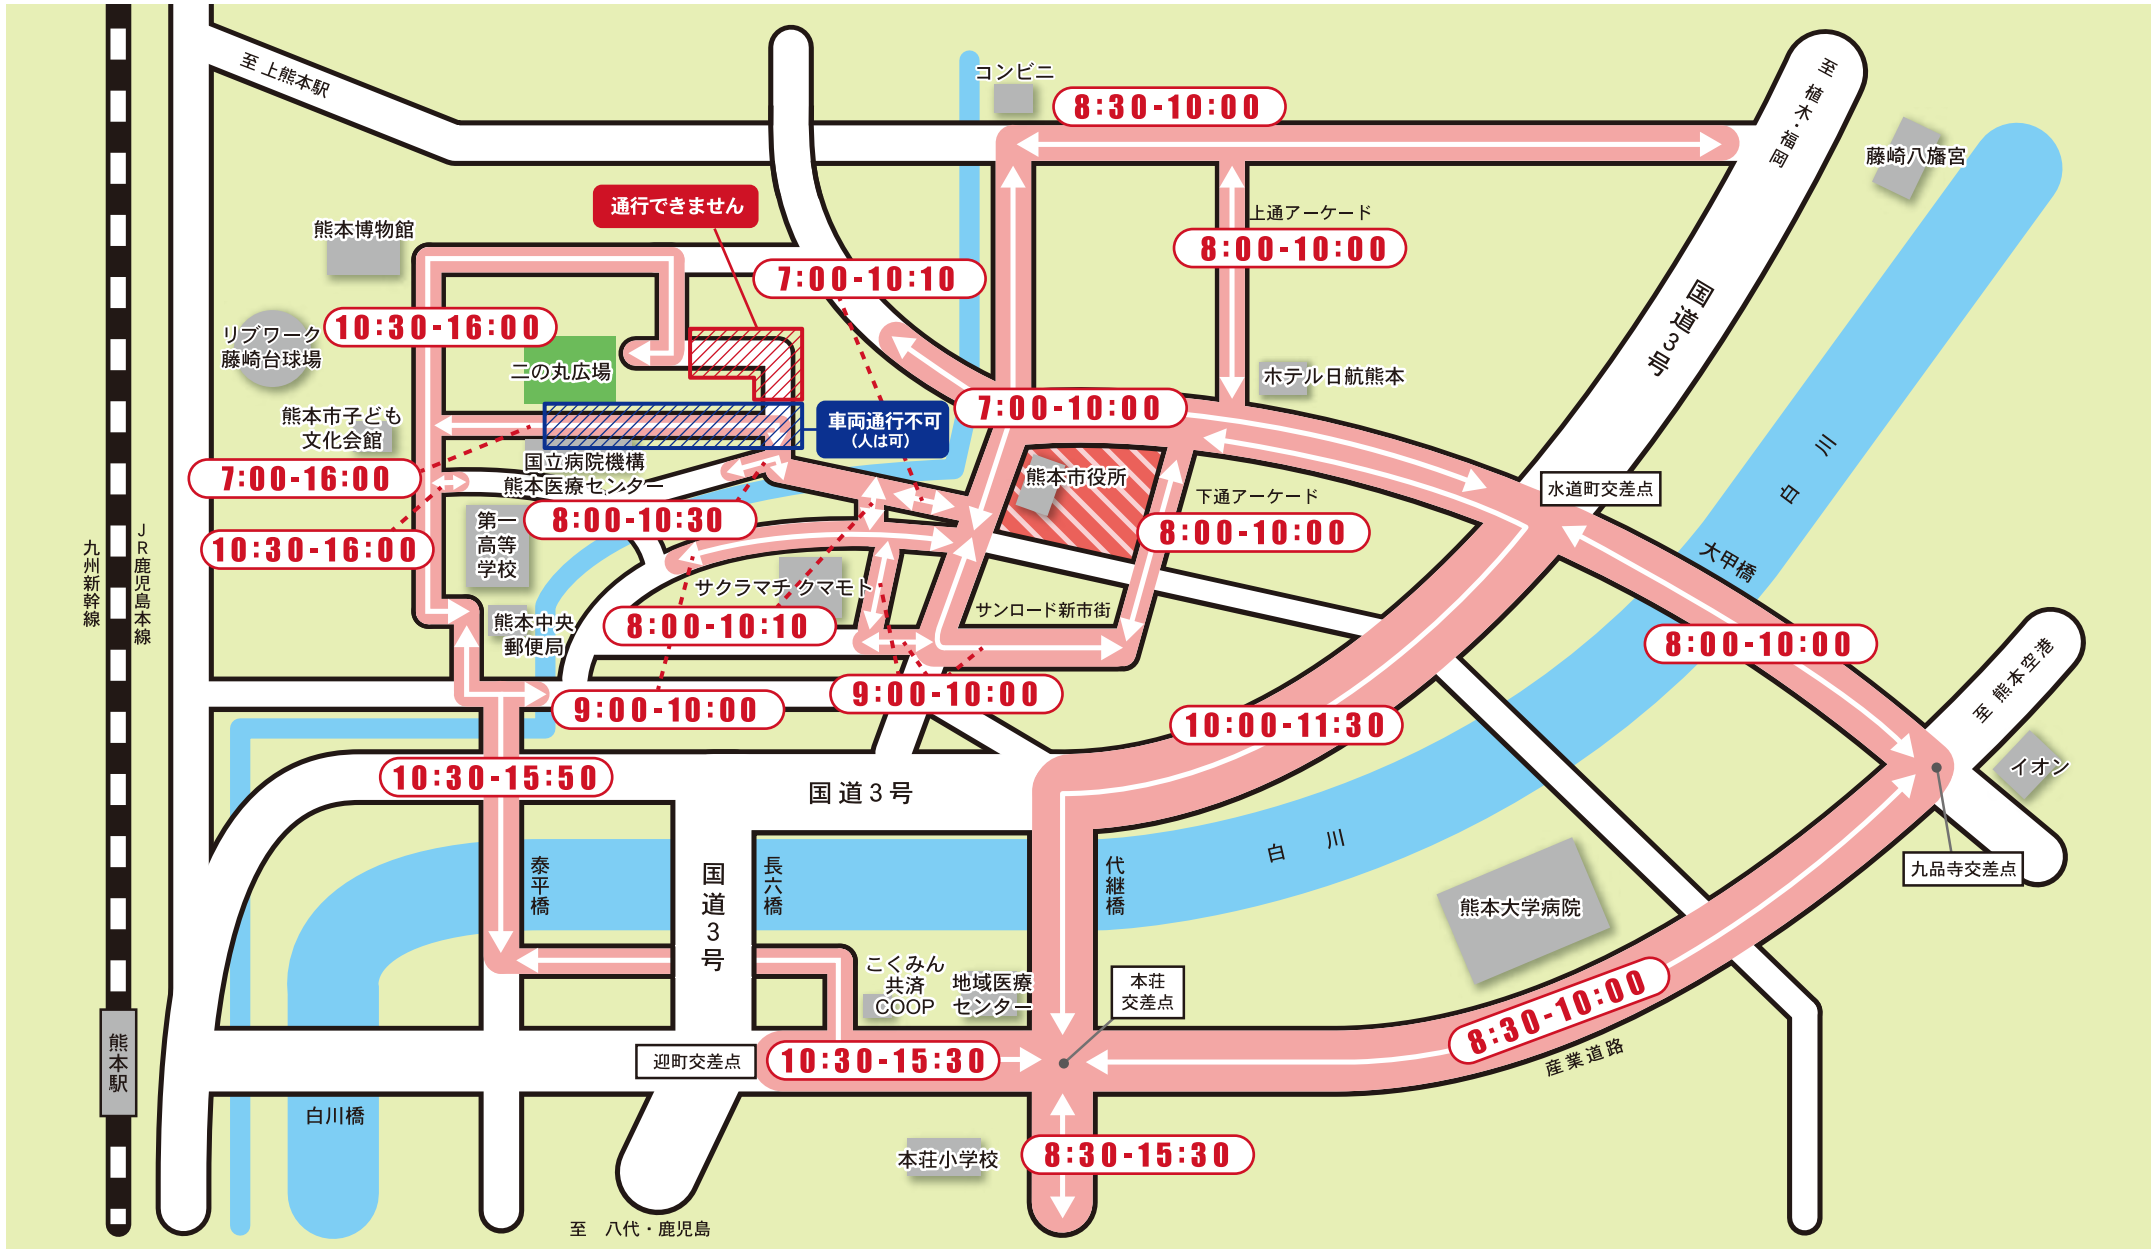 至 上熊本駅
コンビニ
8:30-10:00
至 植木・福岡
藤崎八旛宮
通行できません
上通アーケード
8:00-10:00
熊本博物館
7:00-10:10
国道3号
リブワーク
藤崎台球場
10:30-16:00
二の丸広場
ホテル日航熊本
熊本市子ども
文化会館
車両通行不可
（人は可）
7:00-10:00
白川
7:00-16:00
国立病院機構
熊本医療センター
熊本市役所
下通アーケード
水道町交差点
第一
高等
学校
8:00-10:30
8:00-10:00
10:30-16:00
JR鹿児島本線
九州新幹線
大甲橋
サクラマチ クマモト
サンロード新市街
熊本中央
郵便局
8:00-10:10
8:00-10:00
至 熊本空港
9:00-10:00
9:00-10:00
10:00-11:30
イオン
10:30-15:50
国道3号
白川
泰平橋
国道3号
長六橋
代継橋
九品寺交差点
熊本大学病院
こくみん
共済
COOP
地域医療
センター
本荘
交差点
8:30-10:00
産業道路
熊本駅
迎町交差点
10:30-15:30
白川橋
本荘小学校
8:30-15:30
至 八代・鹿児島